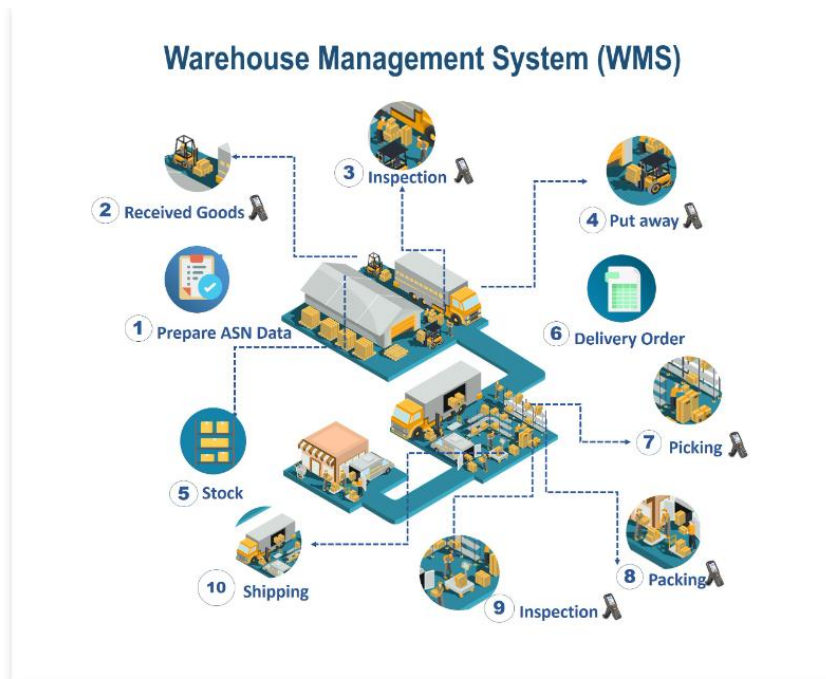 Warehouse Management System (WMS)
1 Prepare ASN Data
2 Received Goods
3 Inspection
4 Put away
5 Stock
6 Delivery Order
7 Picking
8 Packing
9 Inspection
10 Shipping